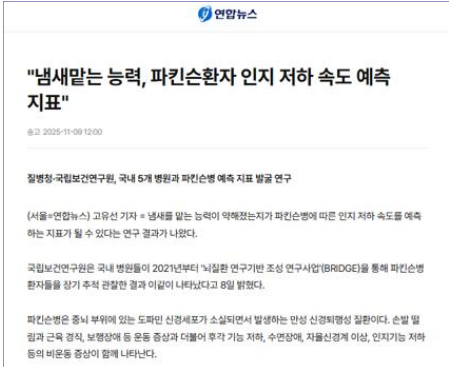 연합뉴스
"냄새맡는 능력, 파킨슨환자 인지 저하 속도 예측
지표"
송고 2025-11-09 12:00
질병청·국립보건연구원, 국내 5개 병원과 파킨슨병 예측 지표 발굴 연구
(서울=연합뉴스) 고유선 기자 = 냄새를 맡는 능력이 약해졌는지가 파킨슨병에 따른 인지 저하 속도를 예측
하는 지표가 될 수 있다는 연구 결과가 나왔다.
국립보건연구원은 국내 병원들이 2021년부터 '뇌질환 연구기반 조성 연구사업'(BRIDGE)을 통해 파킨슨병
환자들을 장기 추적 관찰한 결과 이같이 나타났다고 8일 밝혔다.
파킨슨병은 중뇌 부위에 있는 도파민 신경세포가 소실되면서 발생하는 만성 신경퇴행성 질환이다. 손발 떨
림과 근육 경직, 보행장애 등 운동 증상과 더불어 후각 기능 저하, 수면장애, 자율신경계 이상, 인지기능 저하
등의 비운동 증상이 함께 나타난다.